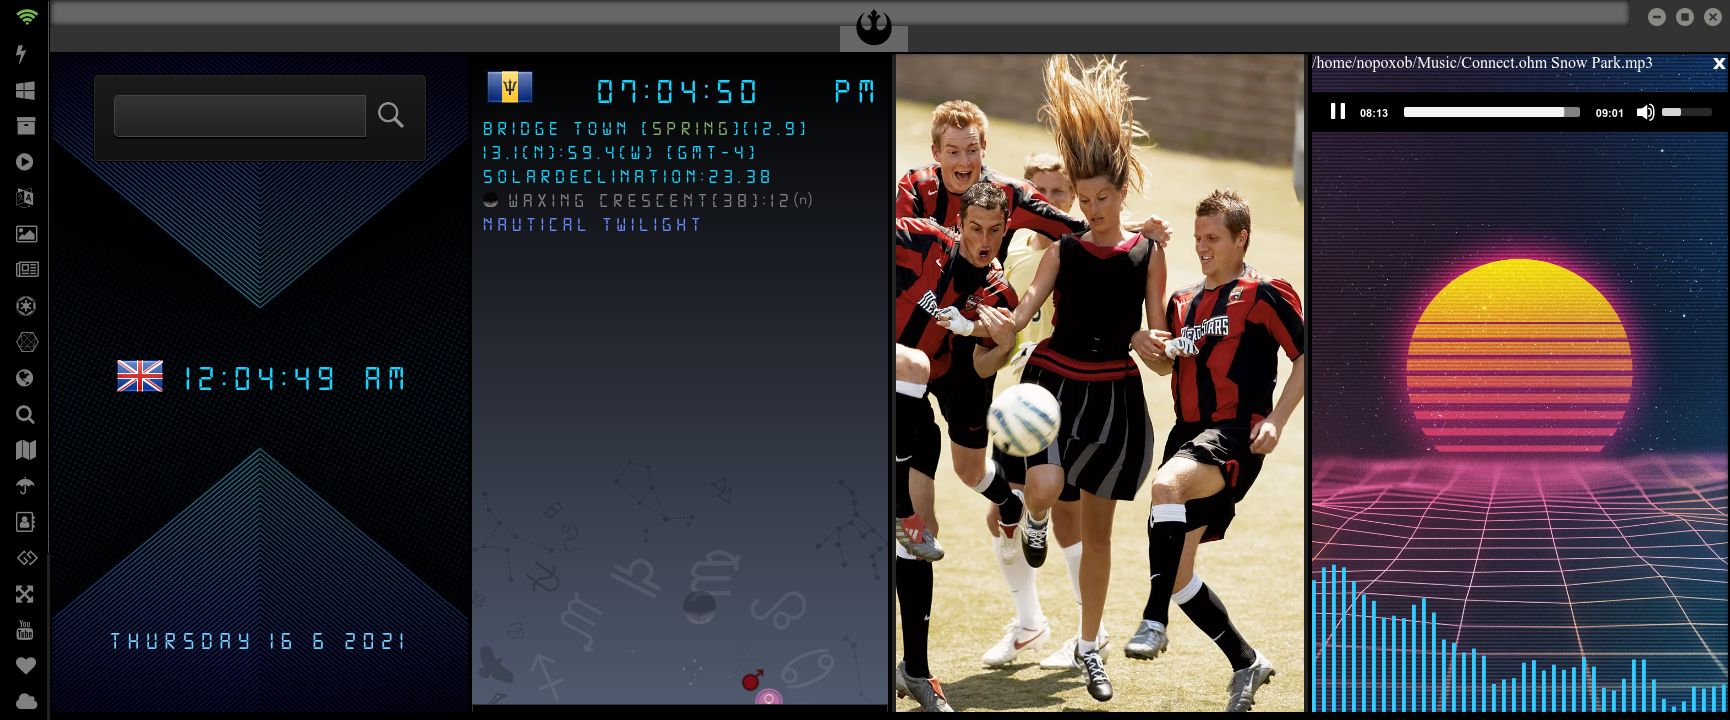 12:04:49 AM
THURSDAY 16 6 2021
07:04:50 PM
BRIDGE TOWN [SPRING][12.9]
13.1(N):59.4(W) [GMT-4]
SOLARDECLINATION:23.38
WAXING CRESCENT[38]:12(n)
NAUTICAL TWILIGHT
/home/nopoxob/Music/Connect.ohm Snow Park.mp3
x
08:13
09:01
You
Tube